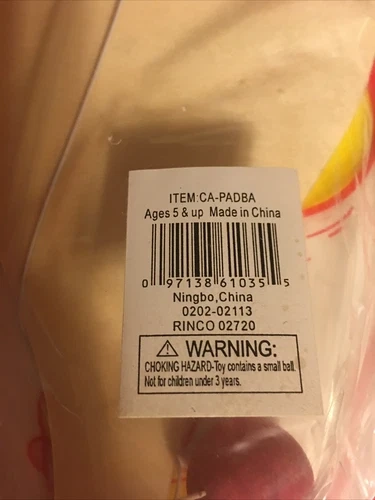 ITEM:CA-PADBA
Ages 5 & up Made in China
0 97138 61035 5
Ningbo,China
0202-02113
RINCO 02720
⚠ WARNING:
CHOKING HAZARD-Toy contains a small ball.
Not for children under 3 years.